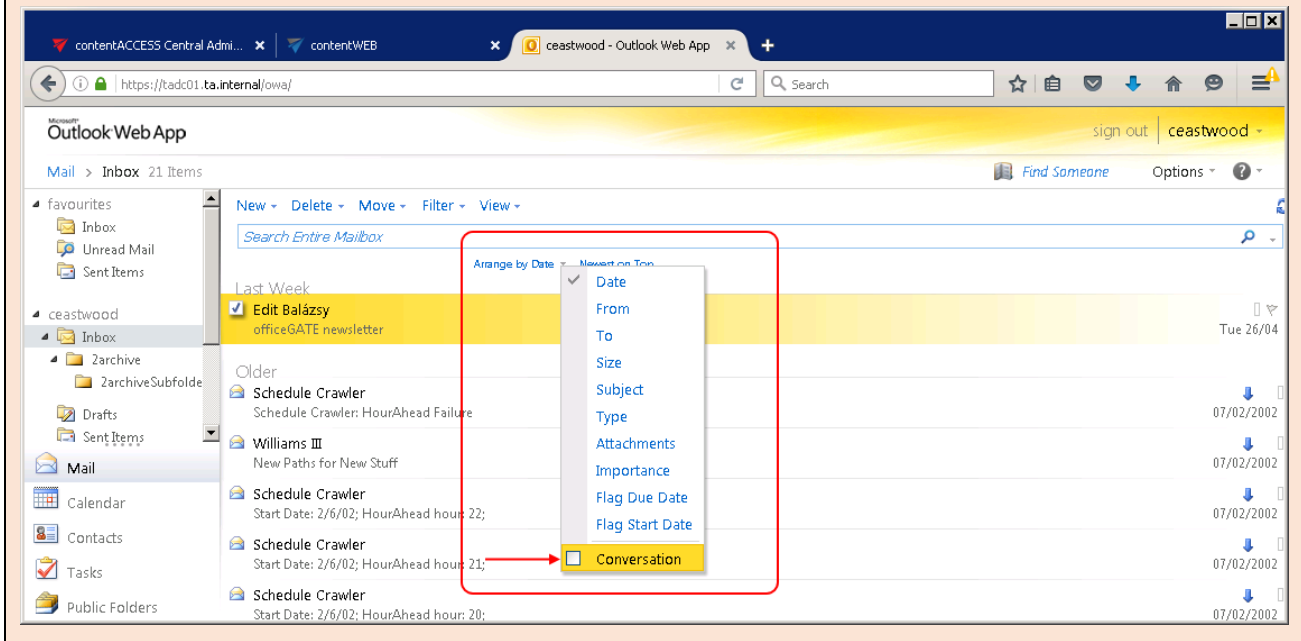 contentACCESS Central Admi... contentWEB ceastwood - Outlook Web App
https://tadc01.ta.internal/owa/ Search
Microsoft®
Outlook Web App sign out ceastwood
Mail > Inbox 21 Items Find Someone Options
favourites
Inbox
Unread Mail
Sent Items
ceastwood
Inbox
2archive
2archiveSubfolde
Drafts
Sent Items
Mail
Calendar
Contacts
Tasks
Public Folders
New Delete Move Filter View
Search Entire Mailbox
Arrange by Date Newest on Top
Last Week
Edit Balázsy
officeGATE newsletter Tue 26/04
Older
Schedule Crawler
Schedule Crawler: HourAhead Failure 07/02/2002
Williams III
New Paths for New Stuff 07/02/2002
Schedule Crawler
Start Date: 2/6/02; HourAhead hour: 22; 07/02/2002
Schedule Crawler
Start Date: 2/6/02; HourAhead hour: 21; 07/02/2002
Schedule Crawler
Start Date: 2/6/02; HourAhead hour: 20; 07/02/2002
Date
From
To
Size
Subject
Type
Attachments
Importance
Flag Due Date
Flag Start Date
Conversation